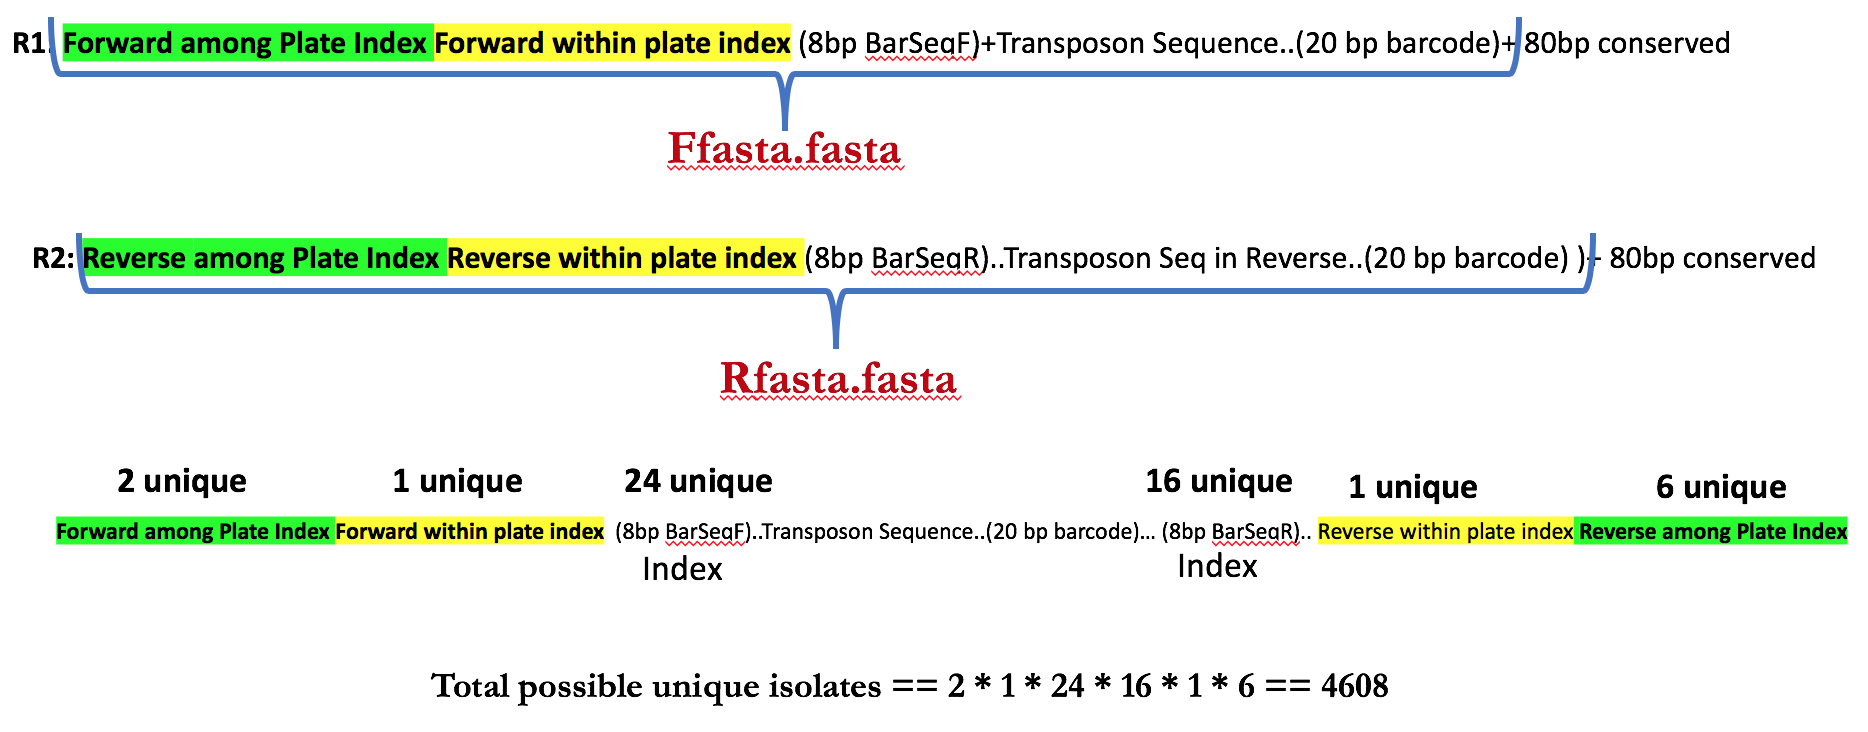 R1: Forward among Plate Index Forward within plate index (8bp BarSeqF)+Transposon Sequence..(20 bp barcode)+ 80bp conserved
Ffasta.fasta
R2: Reverse among Plate Index Reverse within plate index (8bp BarSeqR)..Transposon Seq in Reverse..(20 bp barcode) )+ 80bp conserved
Rfasta.fasta
2 unique 1 unique 24 unique 16 unique 1 unique 6 unique
Forward among Plate Index Forward within plate index (8bp BarSeqF)..Transposon Sequence..(20 bp barcode)... (8bp BarSeqR).. Reverse within plate index Reverse among Plate Index
Index Index
Total possible unique isolates == 2 * 1 * 24 * 16 * 1 * 6 == 4608